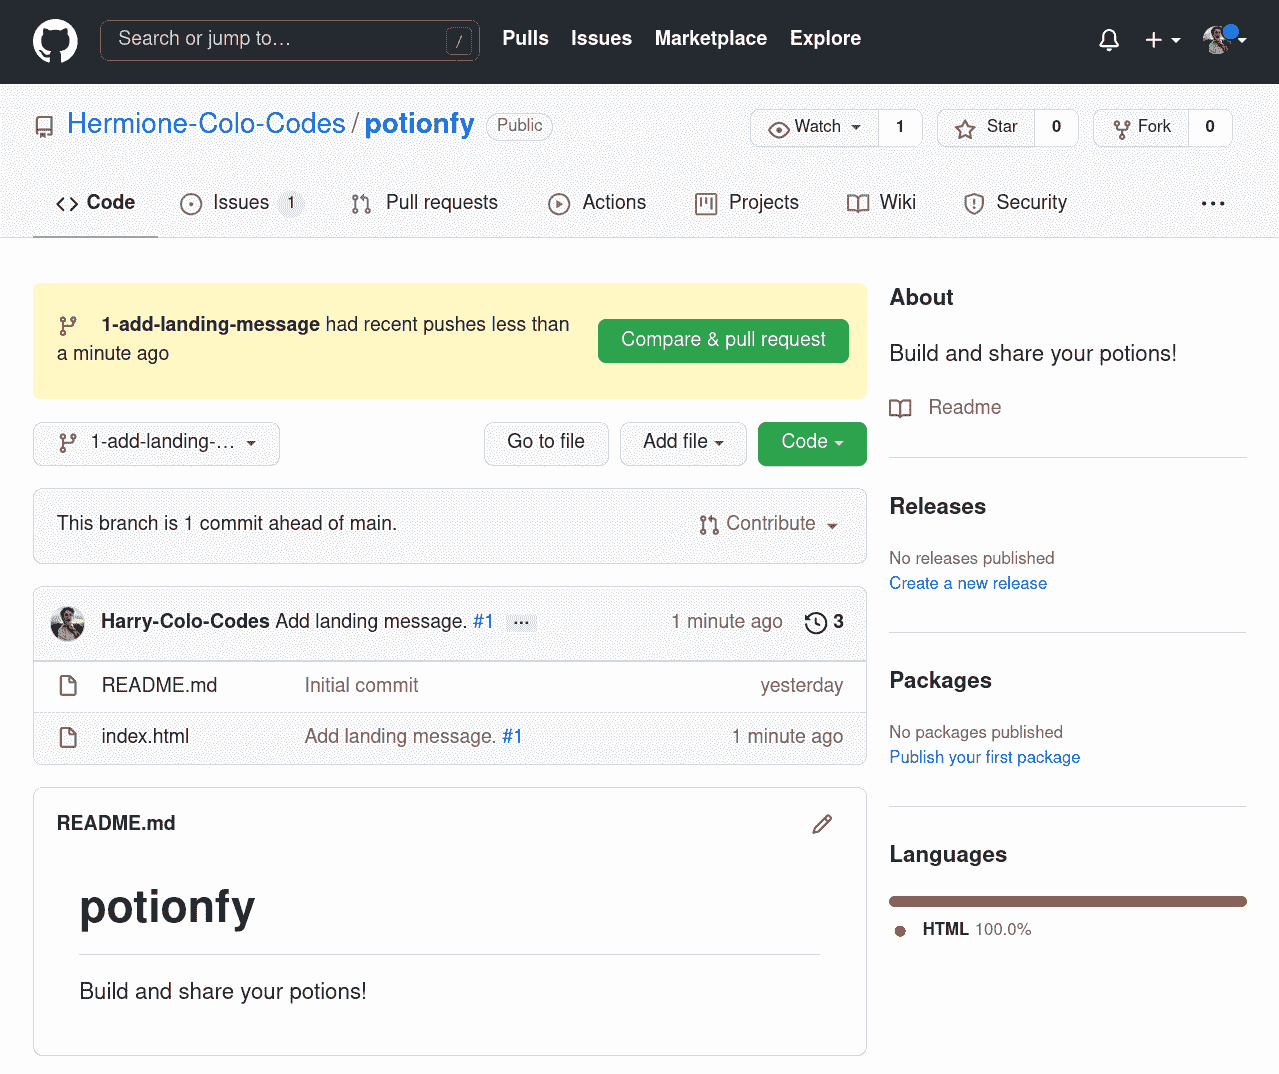 Search or jump to… /
Pulls Issues Marketplace Explore
Hermione-Colo-Codes / potionfy Public
Watch 1 Star 0 Fork 0
Code Issues 1 Pull requests Actions Projects Wiki Security ...
1-add-landing-message had recent pushes less than
a minute ago
Compare & pull request
1-add-landing-… Go to file Add file Code
This branch is 1 commit ahead of main. Contribute
Harry-Colo-Codes Add landing message. #1 ... 1 minute ago 3
README.md Initial commit yesterday
index.html Add landing message. #1 1 minute ago
README.md
potionfy
Build and share your potions!
About
Build and share your potions!
Readme
Releases
No releases published
Create a new release
Packages
No packages published
Publish your first package
Languages
HTML 100.0%